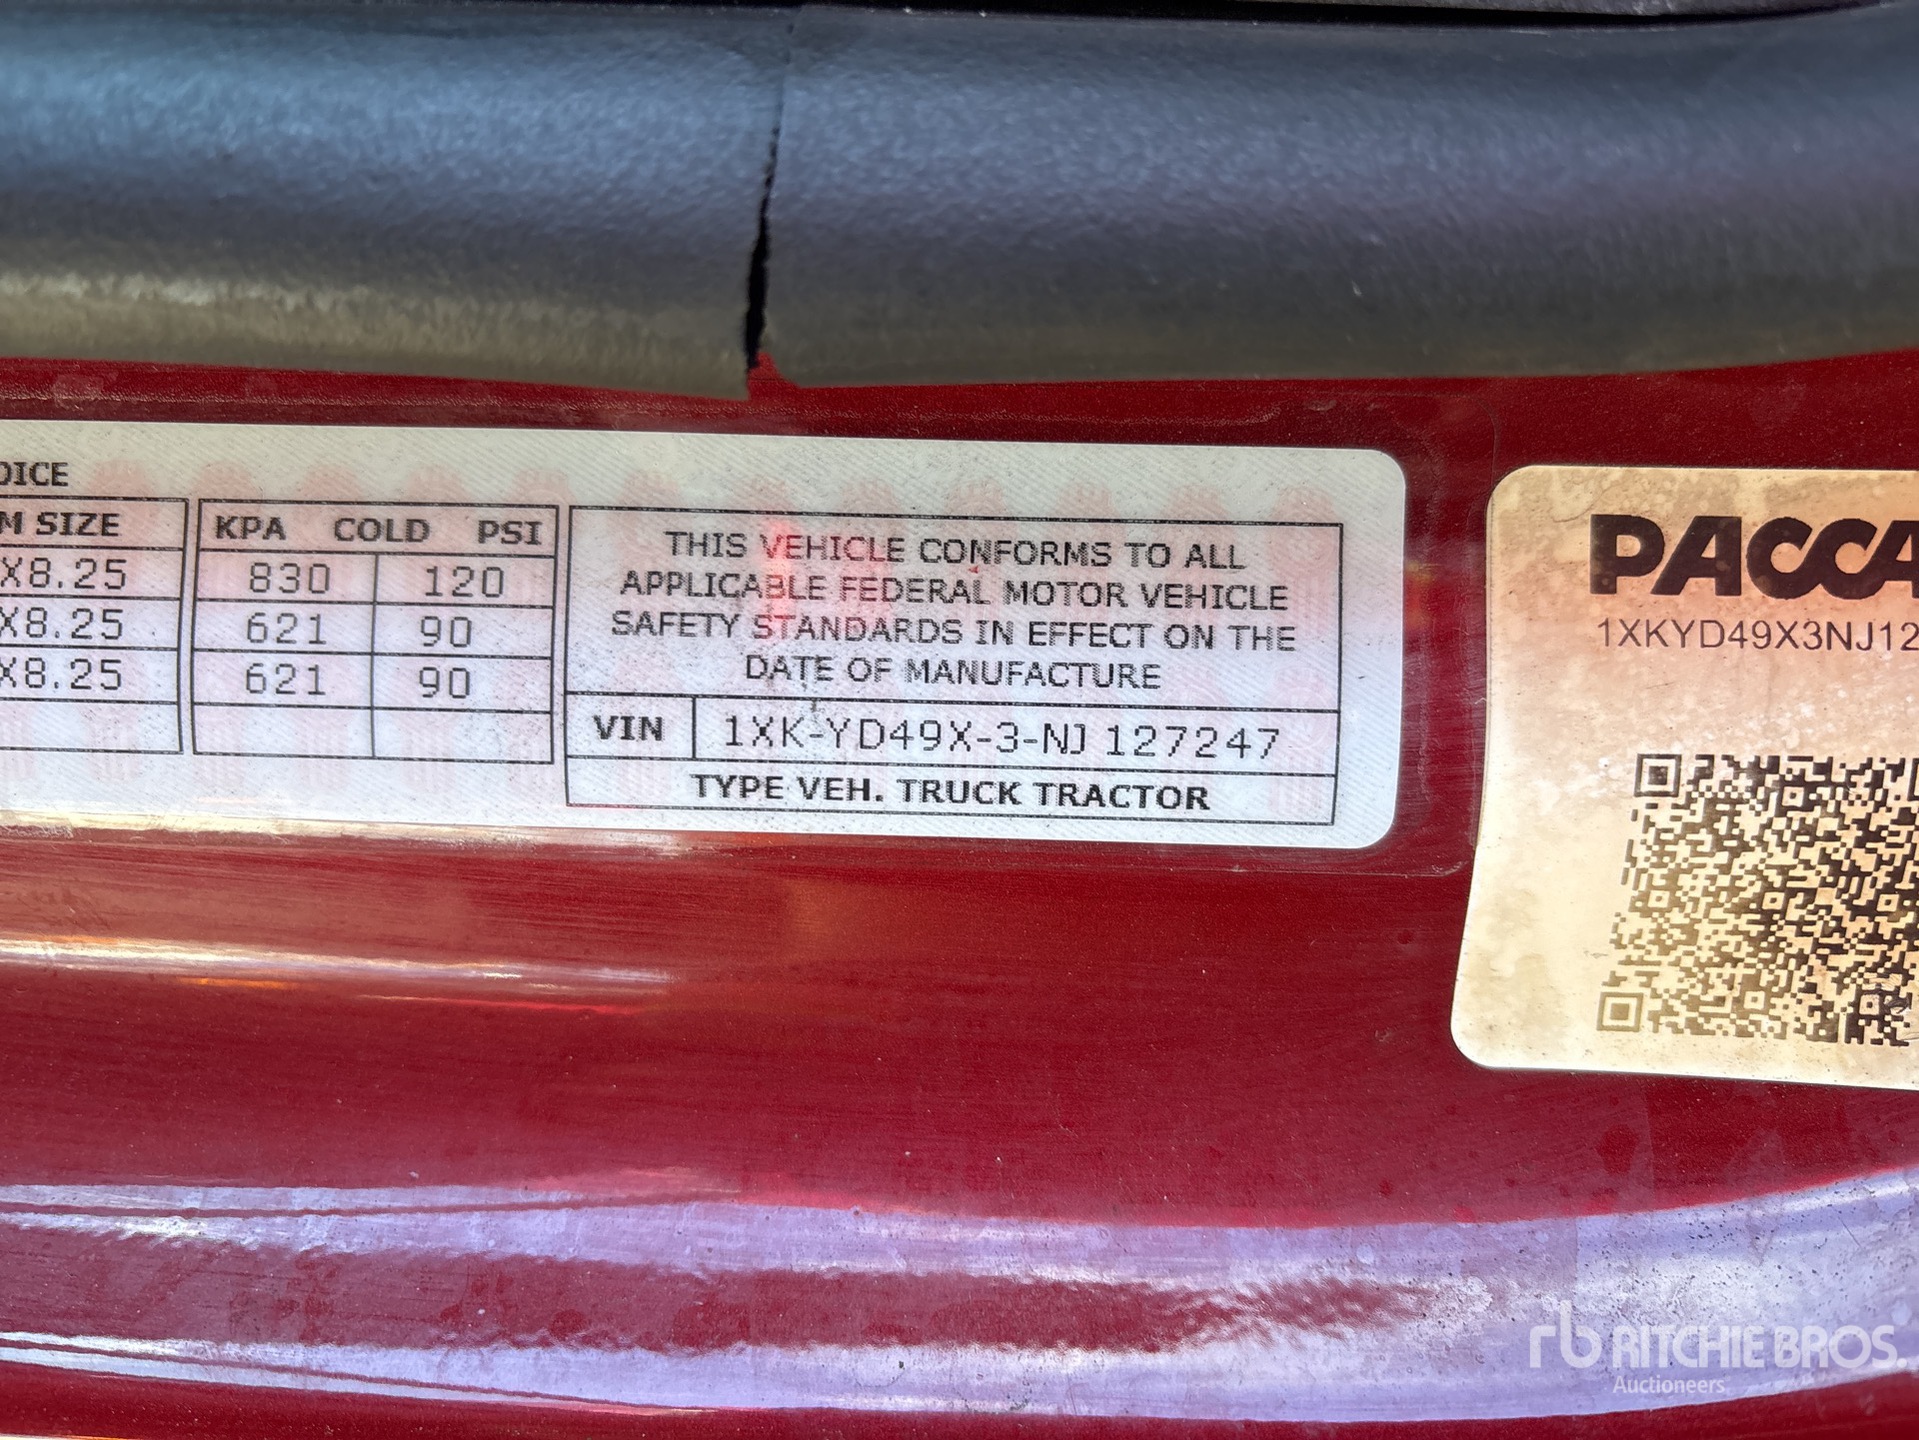 OICE
M SIZE
X8.25
X8.25
X8.25
KPA COLD PSI
830 120
621 90
621 90
THIS VEHICLE CONFORMS TO ALL
APPLICABLE FEDERAL MOTOR VEHICLE
SAFETY STANDARDS IN EFFECT ON THE
DATE OF MANUFACTURE
VIN 1XK-YD49X-3-NJ 127247
TYPE VEH. TRUCK TRACTOR
PACCA
1XKYD49X3NJ12
rb RITCHIE BROS.
Auctioneers